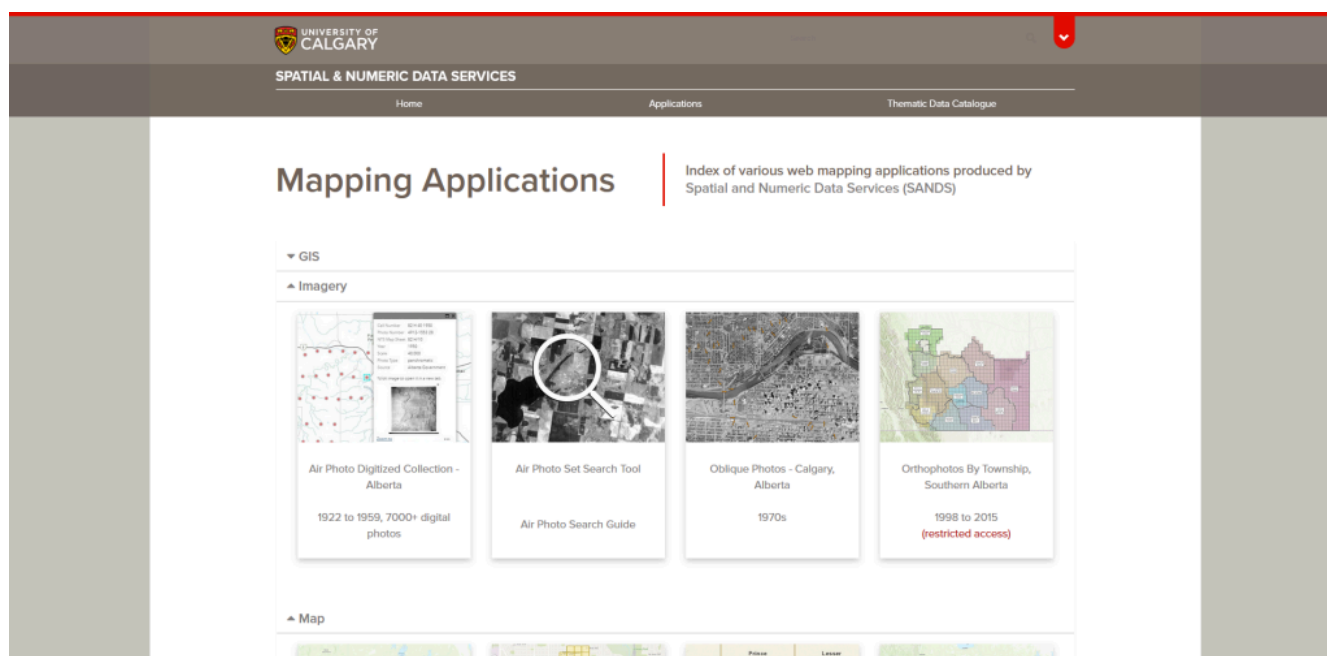 UNIVERSITY OF
CALGARY
SPATIAL & NUMERIC DATA SERVICES
Home
Applications
Thematic Data Catalogue
Mapping Applications
Index of various web mapping applications produced by
Spatial and Numeric Data Services (SANDS)
GIS
Imagery
Air Photo Digitized Collection -
Alberta
1922 to 1959, 7000+ digital
photos
Air Photo Set Search Tool
Air Photo Search Guide
Oblique Photos - Calgary,
Alberta
1970s
Orthophotos By Township,
Southern Alberta
1998 to 2015
(restricted access)
Map